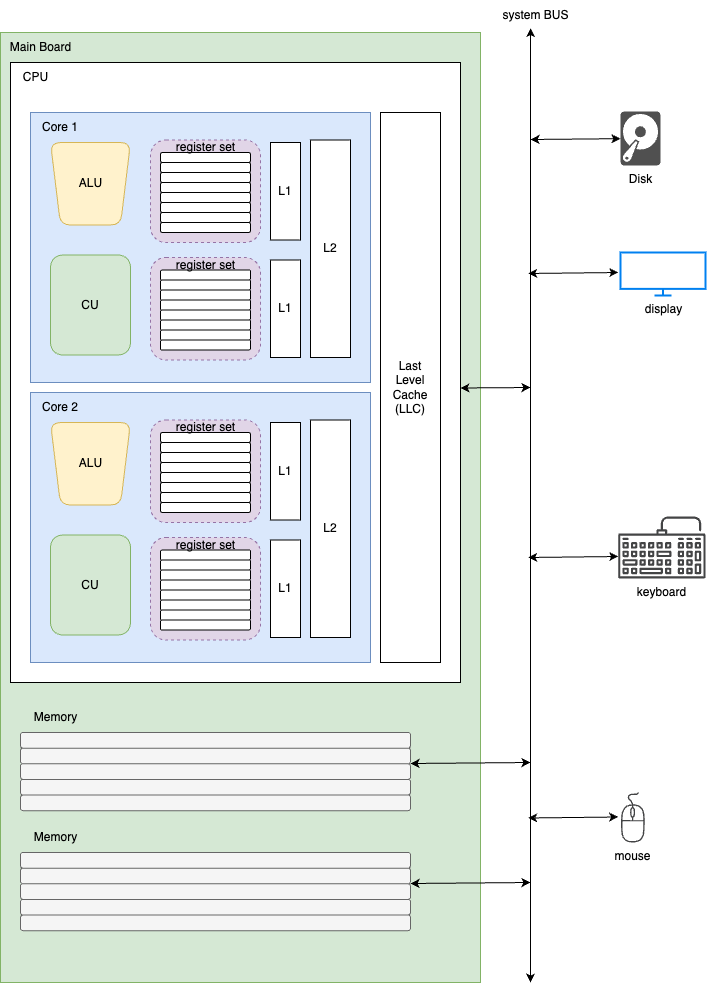 system BUS
Main Board
CPU
Core 1
ALU
register set
L1
L2
CU
register set
L1
Last
Level
Cache
(LLC)
Core 2
ALU
register set
L1
L2
CU
register set
L1
Memory
Memory
Disk
display
keyboard
mouse